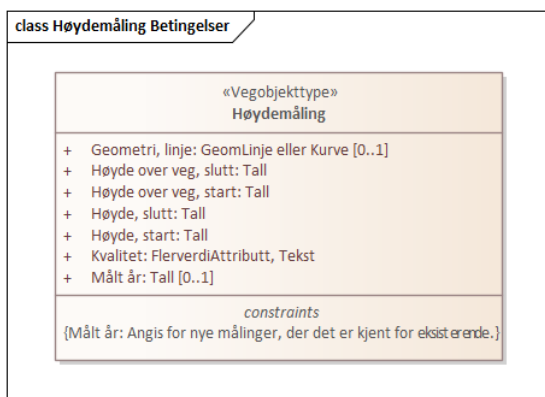 class Høydemåling Betingelser
«Vegobjekttype»
Høydemåling
+ Geometri, linje: GeomLinje eller Kurve [0..1]
+ Høyde over veg, slutt: Tall
+ Høyde over veg, start: Tall
+ Høyde, slutt: Tall
+ Høyde, start: Tall
+ Kvalitet: FlerverdiAttributt, Tekst
+ Målt år: Tall [0..1]
constraints
{Målt år: Angis for nye målinger, der det er kjent for eksisterende.}